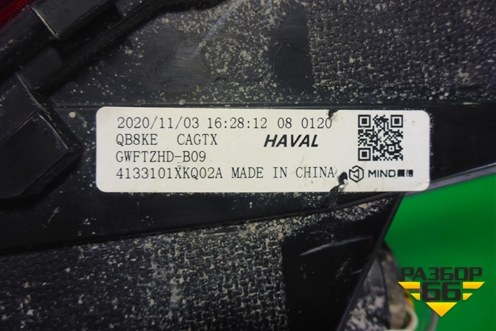 2020/11/03 16:28:12 08 0120
QB8KE CAGTX HAVAL
GWFTZHD-B09
4133101XKQ02A MADE IN CHINA MIND
РАЗБОР
66